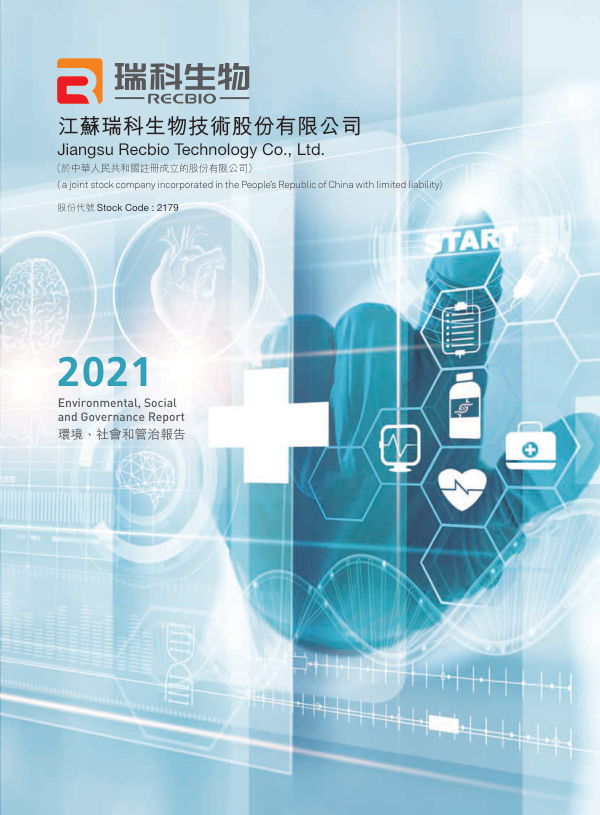 瑞科生物
RECBIO
江蘇瑞科生物技術股份有限公司
Jiangsu Recbio Technology Co., Ltd.
（於中華人民共和國註冊成立的股份有限公司）
( a joint stock company incorporated in the People's Republic of China with limited liability)
股份代號 Stock Code : 2179
START
2021
Environmental, Social
and Governance Report
環境、社會和管治報告